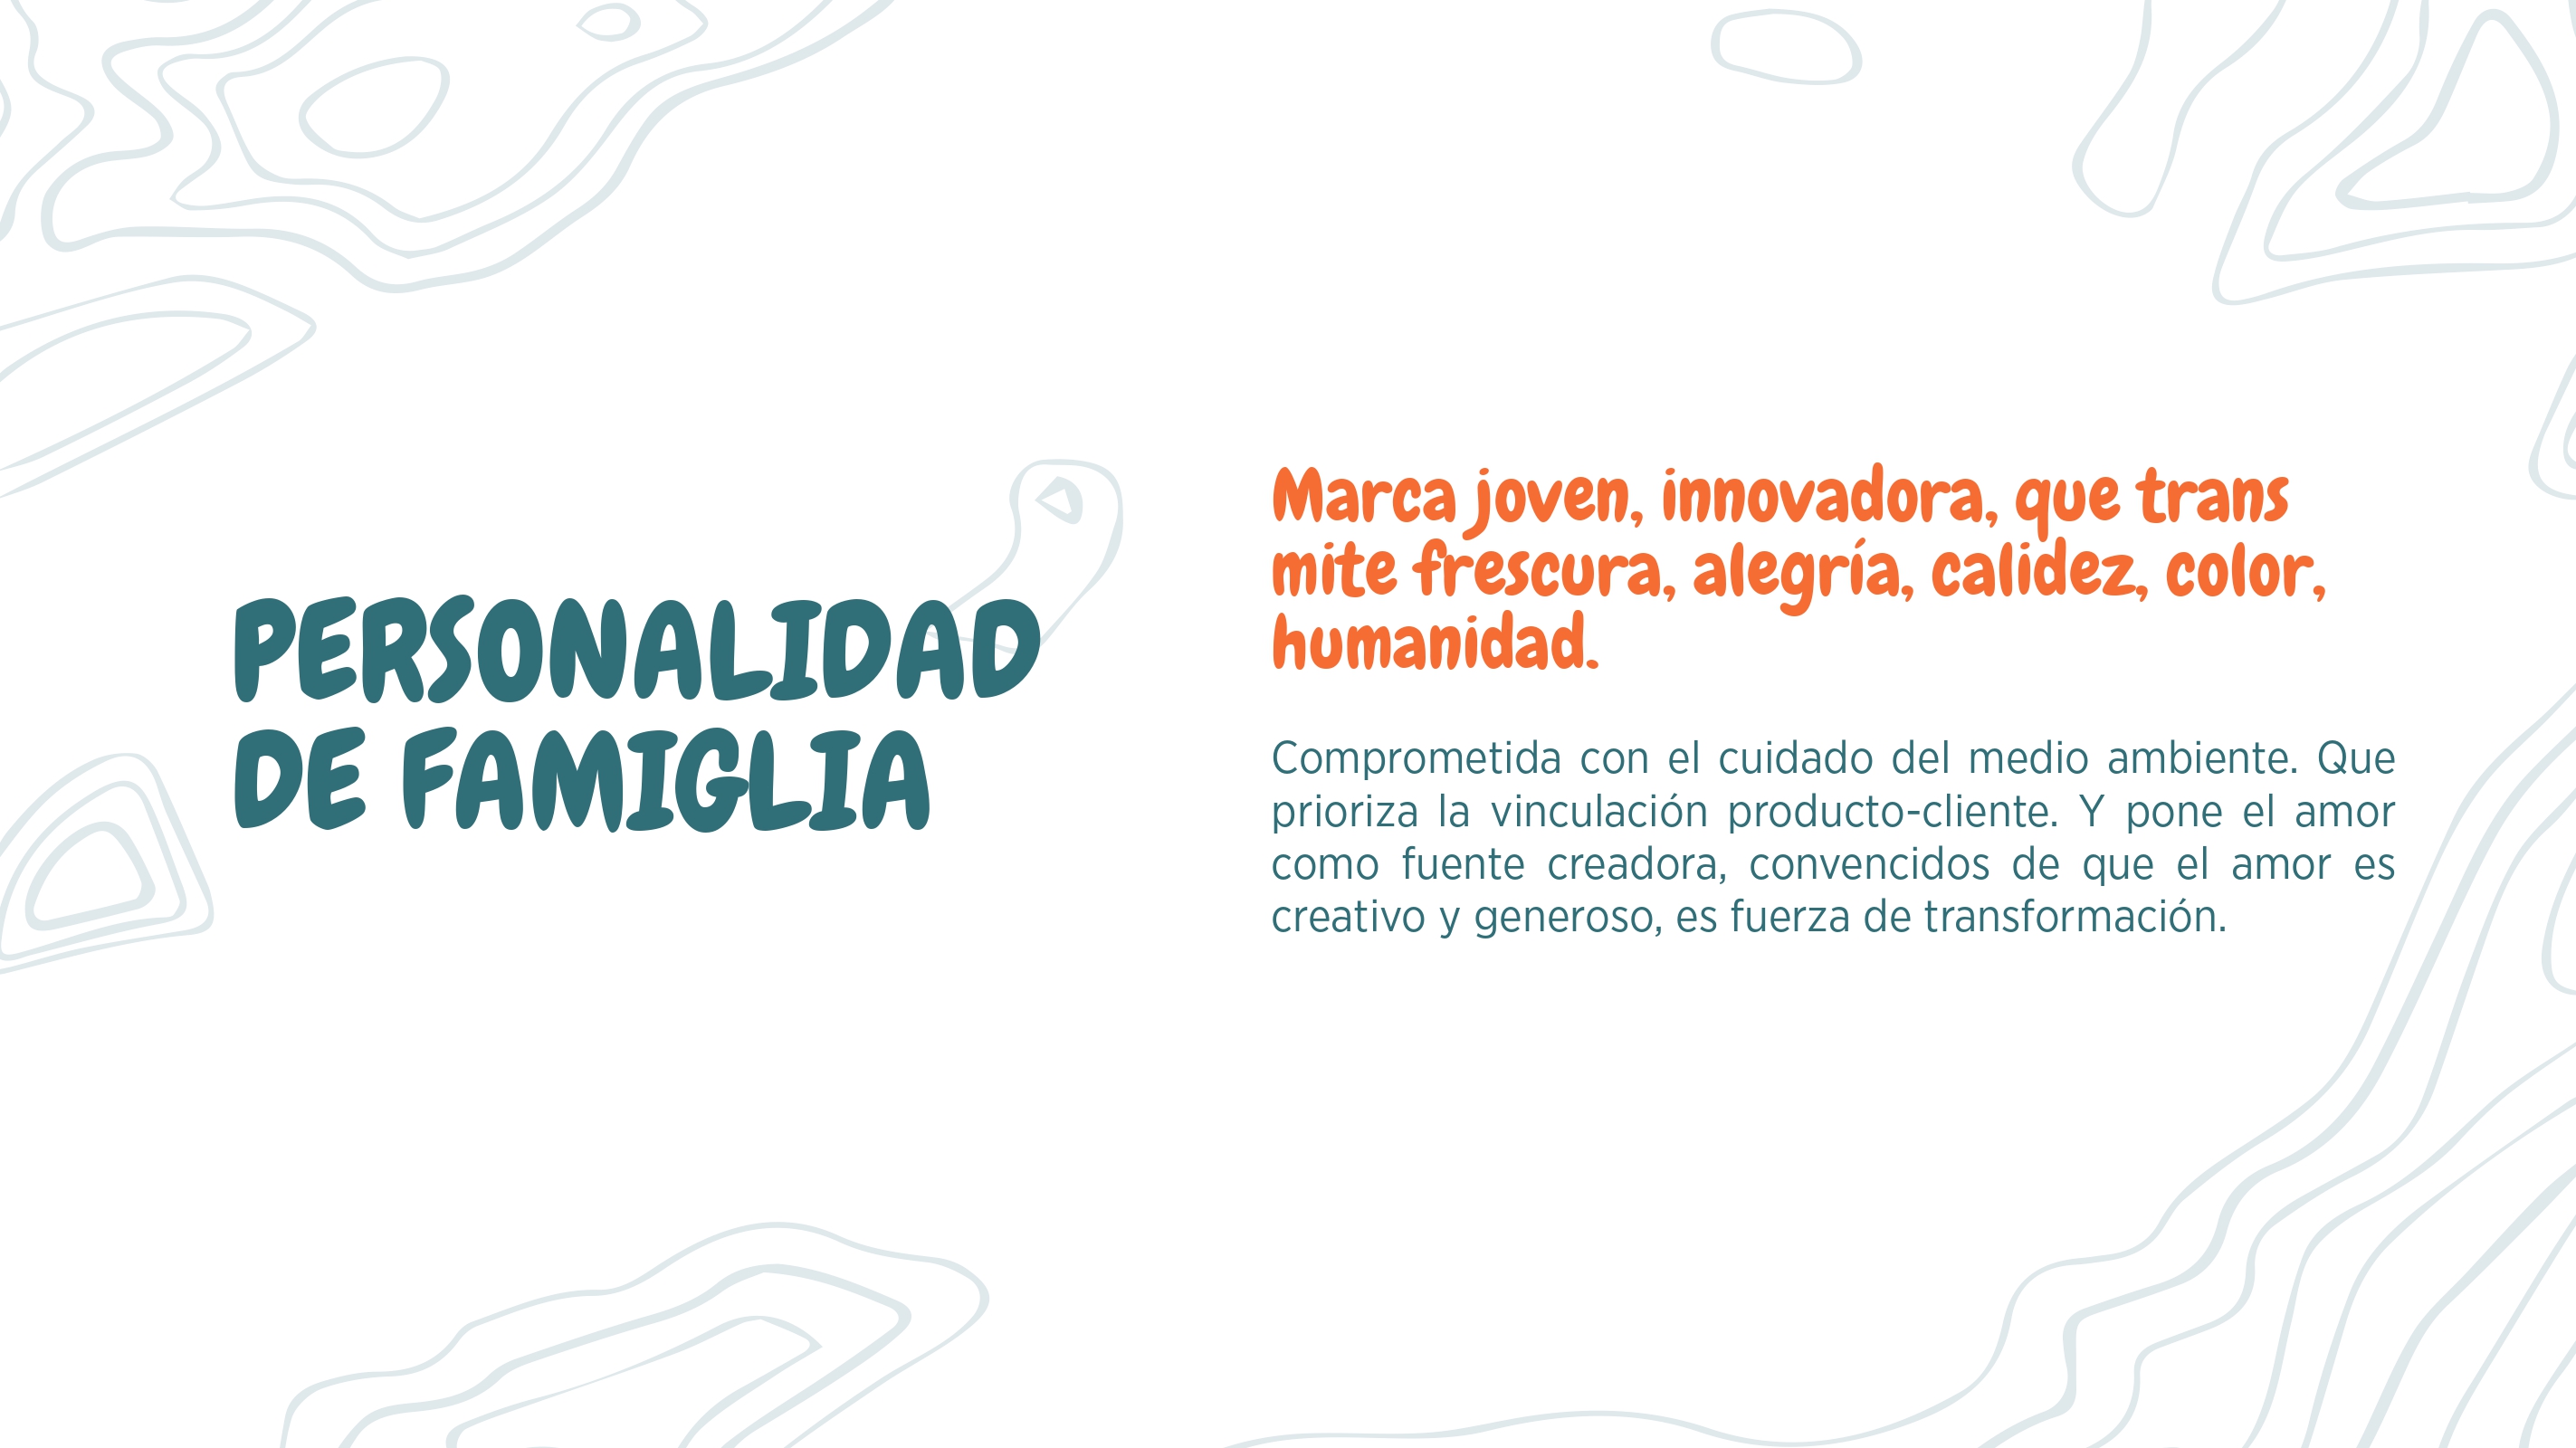 PERSONALIDAD
DE FAMIGLIA
Marca joven, innovadora, que trans
mite frescura, alegría, calidez, color,
humanidad.
Comprometida con el cuidado del medio ambiente. Que
prioriza la vinculación producto-cliente. Y pone el amor
como fuente creadora, convencidos de que el amor es
creativo y generoso, es fuerza de transformación.